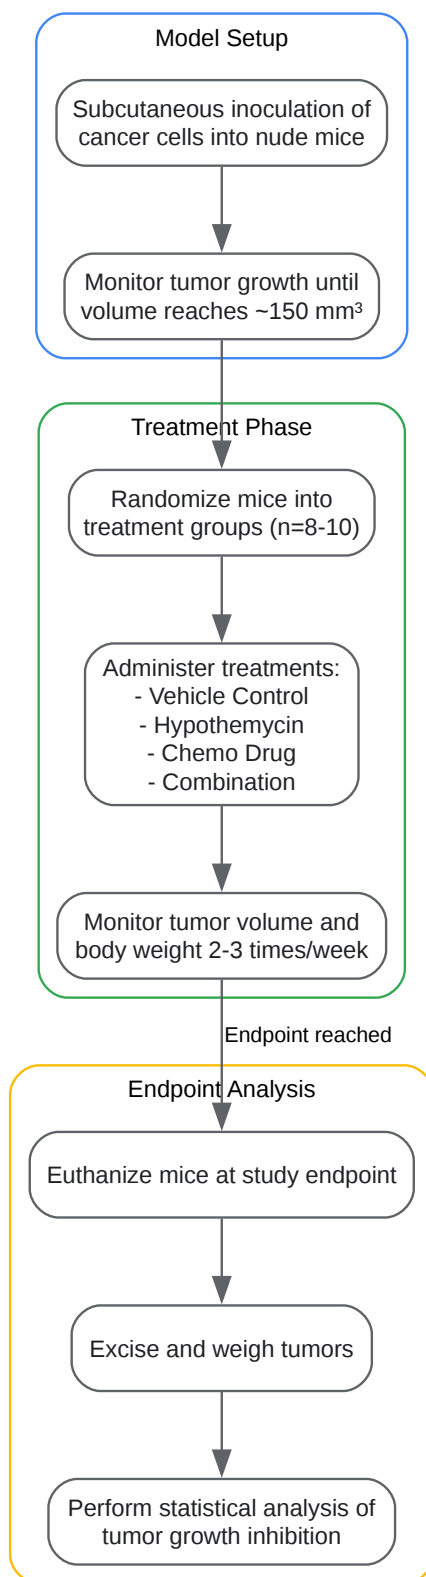 Model Setup
Subcutaneous inoculation of
cancer cells into nude mice
Monitor tumor growth until
volume reaches ~150 mm³
Treatment Phase
Randomize mice into
treatment groups (n=8-10)
Administer treatments:
- Vehicle Control
- Hypothemycin
- Chemo Drug
- Combination
Monitor tumor volume and
body weight 2-3 times/week
Endpoint reached
Endpoint Analysis
Euthanize mice at study endpoint
Excise and weigh tumors
Perform statistical analysis of
tumor growth inhibition